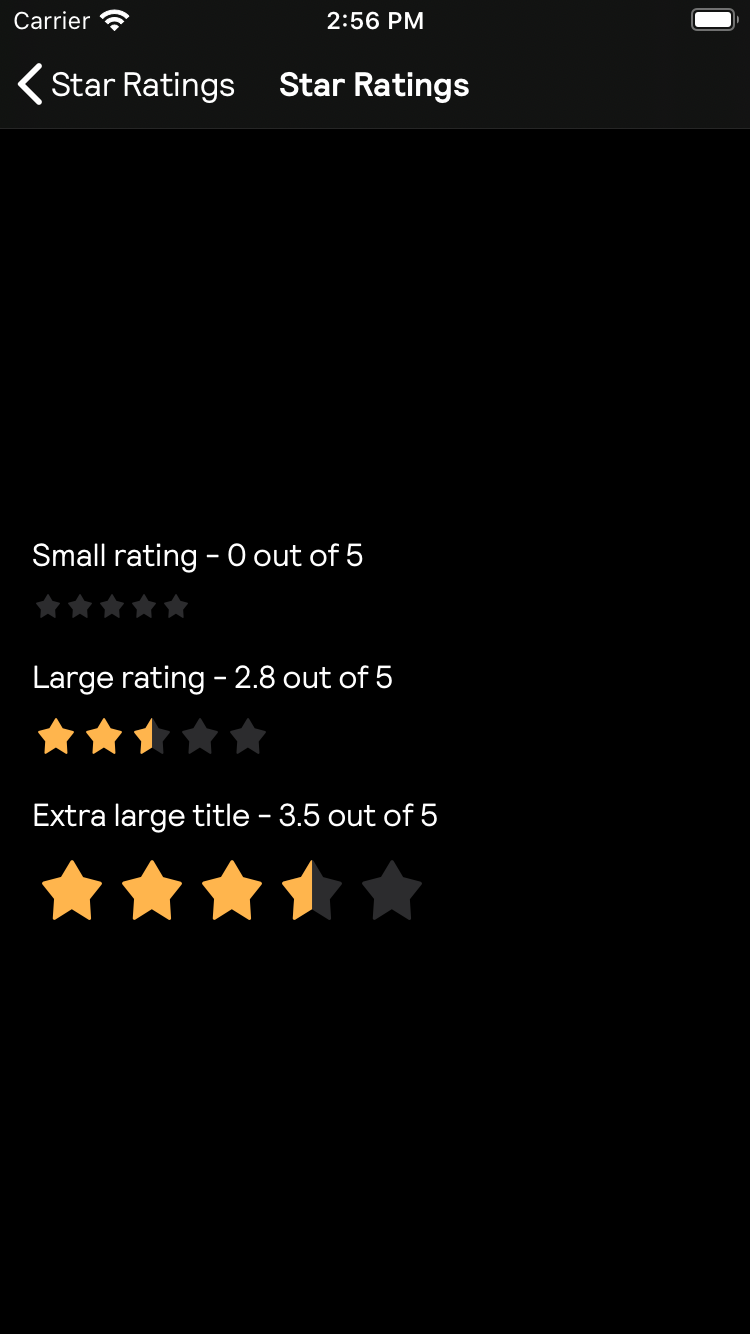 Carrier 2:56 PM
Star Ratings Star Ratings
Small rating - 0 out of 5
Large rating - 2.8 out of 5
Extra large title - 3.5 out of 5